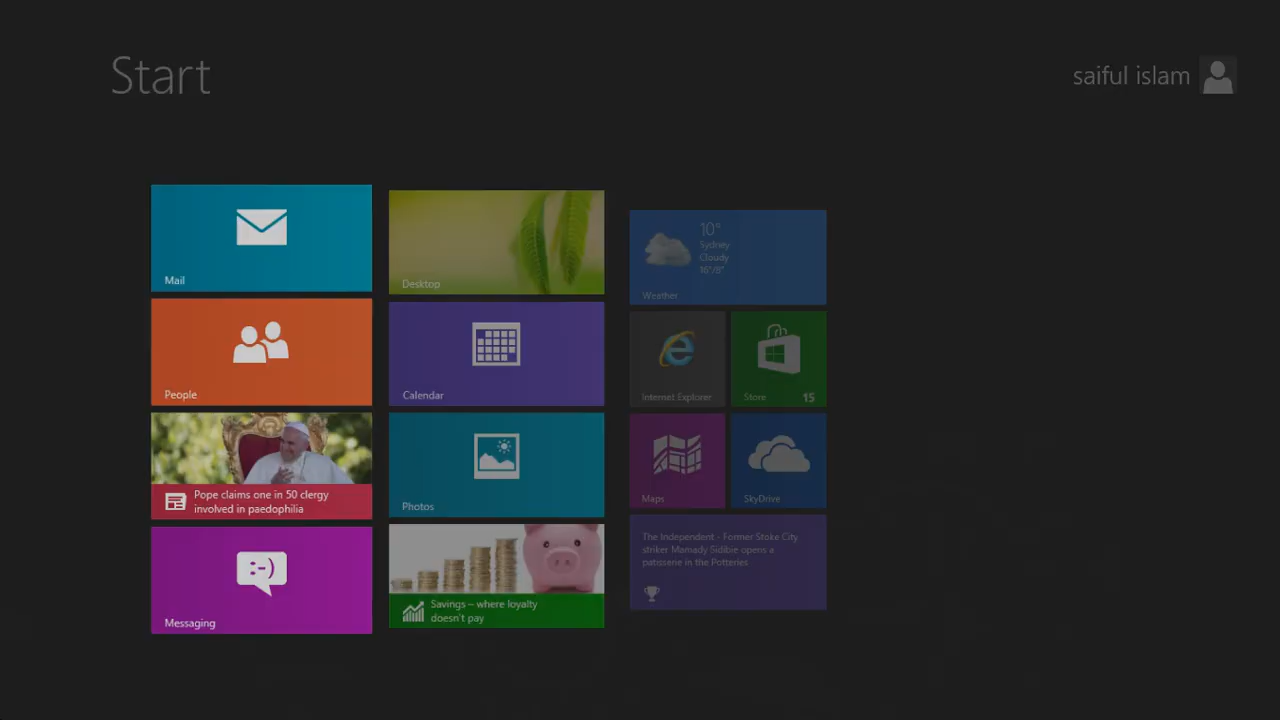 Start
saiful islam
Mail
People
Pope claims one in 50 clergy
involved in paedophilia
:-)
Messaging
Desktop
Calendar
Photos
Savings – where loyalty
doesn't pay
10°
Sydney
Cloudy
16°/8°
Weather
Internet Explorer
Store
15
Maps
SkyDrive
The Independent - Former Stoke City
striker Mamady Sidibie opens a
patisserie in the Potteries